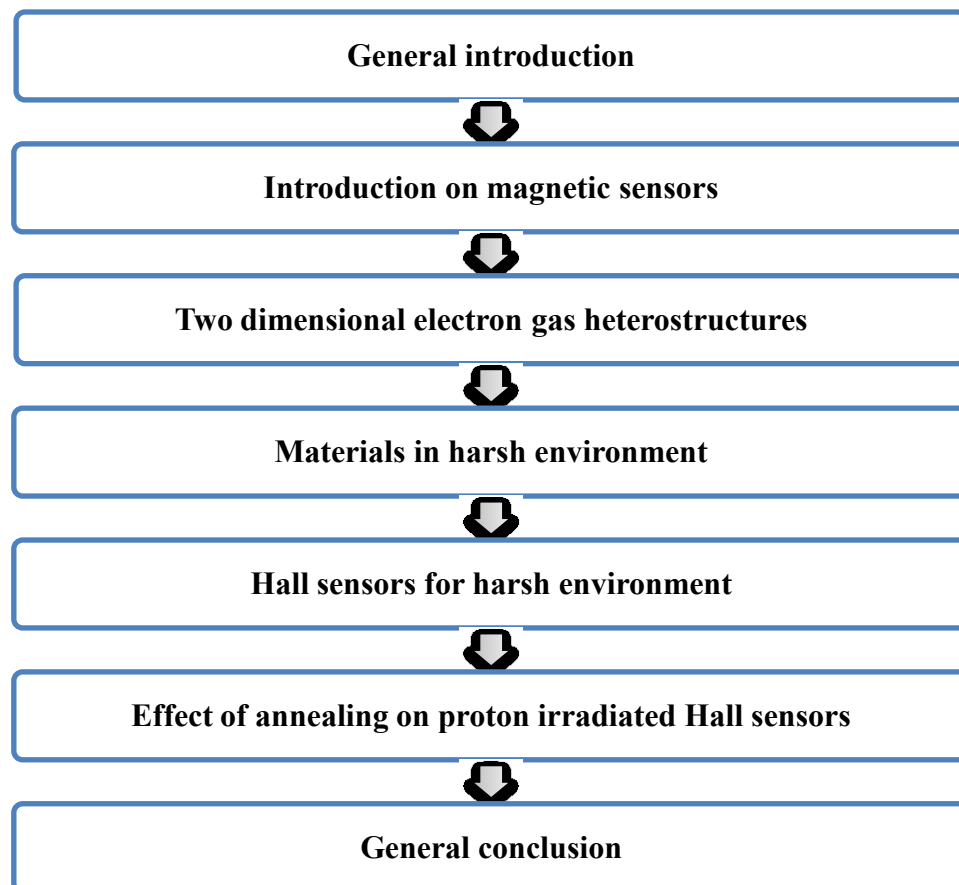 General introduction
Introduction on magnetic sensors
Two dimensional electron gas heterostructures
Materials in harsh environment
Hall sensors for harsh environment
Effect of annealing on proton irradiated Hall sensors
General conclusion